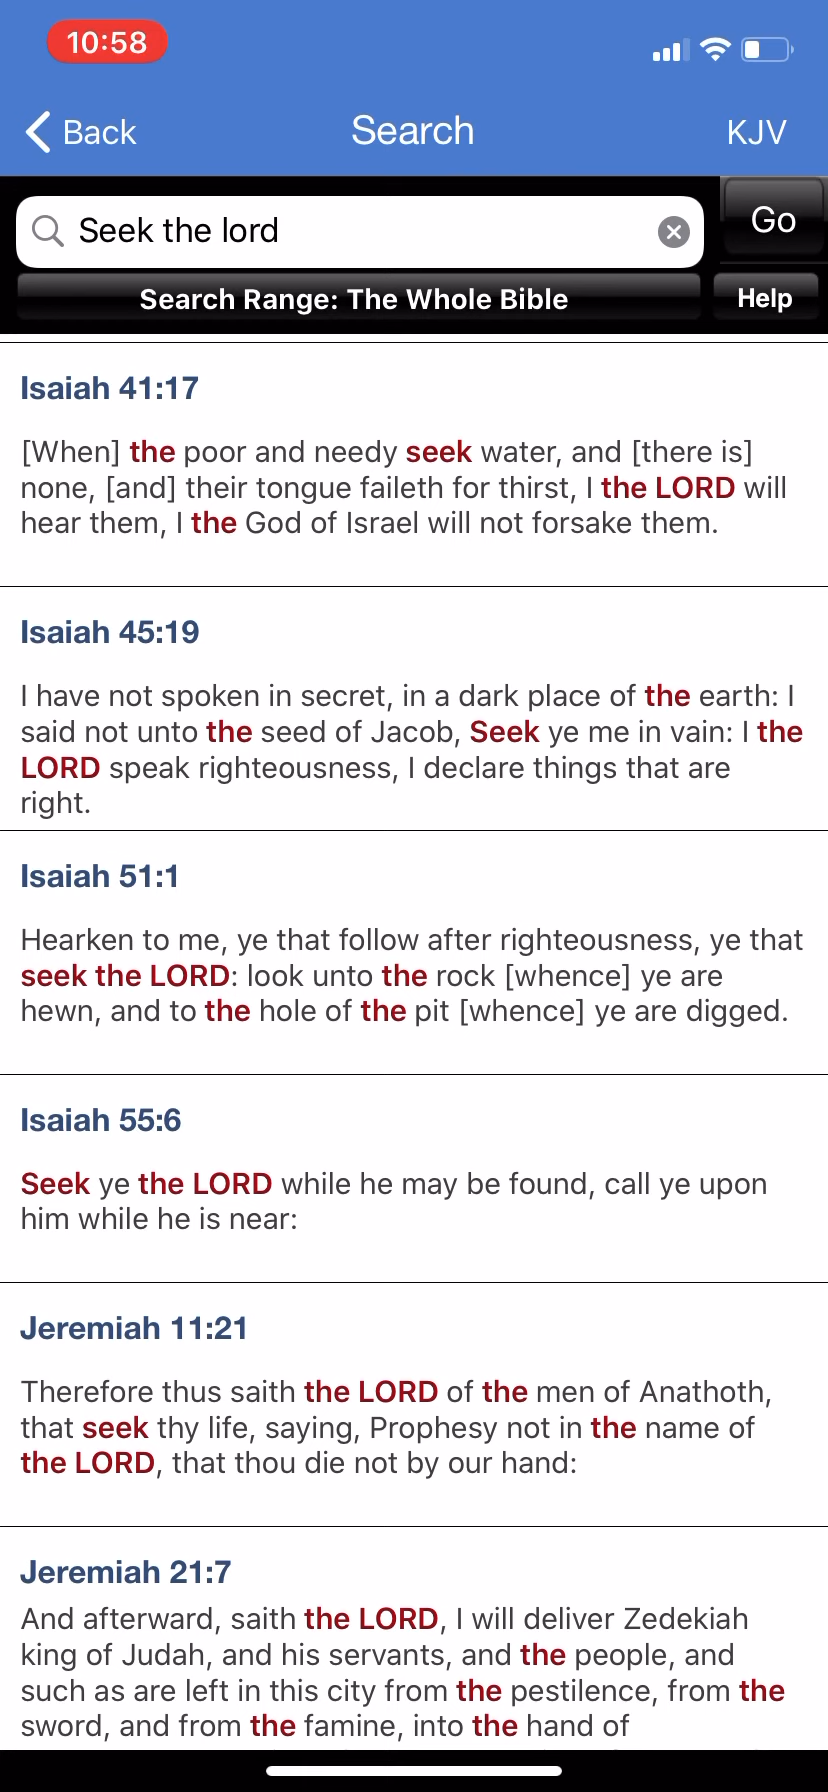 10:58
Back
Search
KJV
Seek the lord
Go
Search Range: The Whole Bible
Help
Isaiah 41:17
[When] the poor and needy seek water, and [there is]
none, [and] their tongue faileth for thirst, I the LORD will
hear them, I the God of Israel will not forsake them.
Isaiah 45:19
I have not spoken in secret, in a dark place of the earth: I
said not unto the seed of Jacob, Seek ye me in vain: I the
LORD speak righteousness, I declare things that are
right.
Isaiah 51:1
Hearken to me, ye that follow after righteousness, ye that
seek the LORD: look unto the rock [whence] ye are
hewn, and to the hole of the pit [whence] ye are digged.
Isaiah 55:6
Seek ye the LORD while he may be found, call ye upon
him while he is near:
Jeremiah 11:21
Therefore thus saith the LORD of the men of Anathoth,
that seek thy life, saying, Prophesy not in the name of
the LORD, that thou die not by our hand:
Jeremiah 21:7
And afterward, saith the LORD, I will deliver Zedekiah
king of Judah, and his servants, and the people, and
such as are left in this city from the pestilence, from the
sword, and from the famine, into the hand of